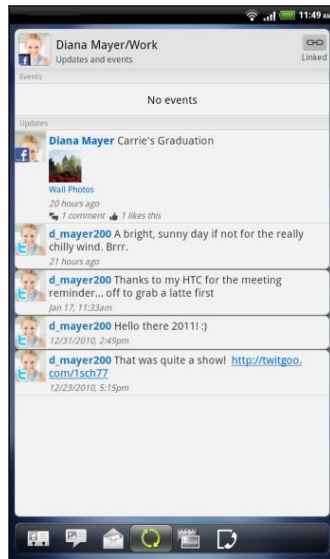 11:49 AM
Diana Mayer/Work
Updates and events
Linked
Events
No events
Updates
Diana Mayer Carrie's Graduation
Wall Photos
20 hours ago
1 comment 1 likes this
d_mayer200 A bright, sunny day if not for the really
chilly wind. Brrr.
21 hours ago
d_mayer200 Thanks to my HTC for the meeting
reminder... off to grab a latte first
Jan 17, 11:33am
d_mayer200 Hello there 2011! :)
12/31/2010, 2:49pm
d_mayer200 That was quite a show! http://twitgoo.
com/1sch77
12/23/2010, 5:15pm